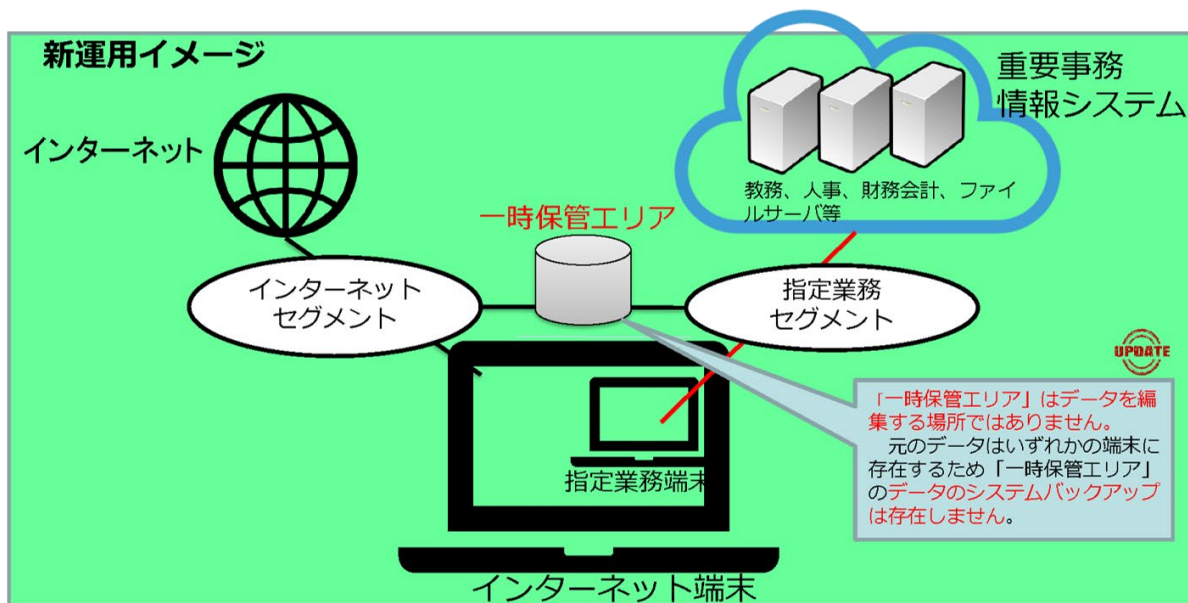 新運用イメージ
インターネット
重要事務
情報システム
教務、人事、財務会計、ファイ
ルサーバ等
一時保管エリア
インターネット
セグメント
指定業務
セグメント
UPDATE
「一時保管エリア」はデータを編
集する場所ではありません。
元のデータはいずれかの端末に
存在するため「一時保管エリア」
のデータのシステムバックアップ
は存在しません。
指定業務端末
インターネット端末